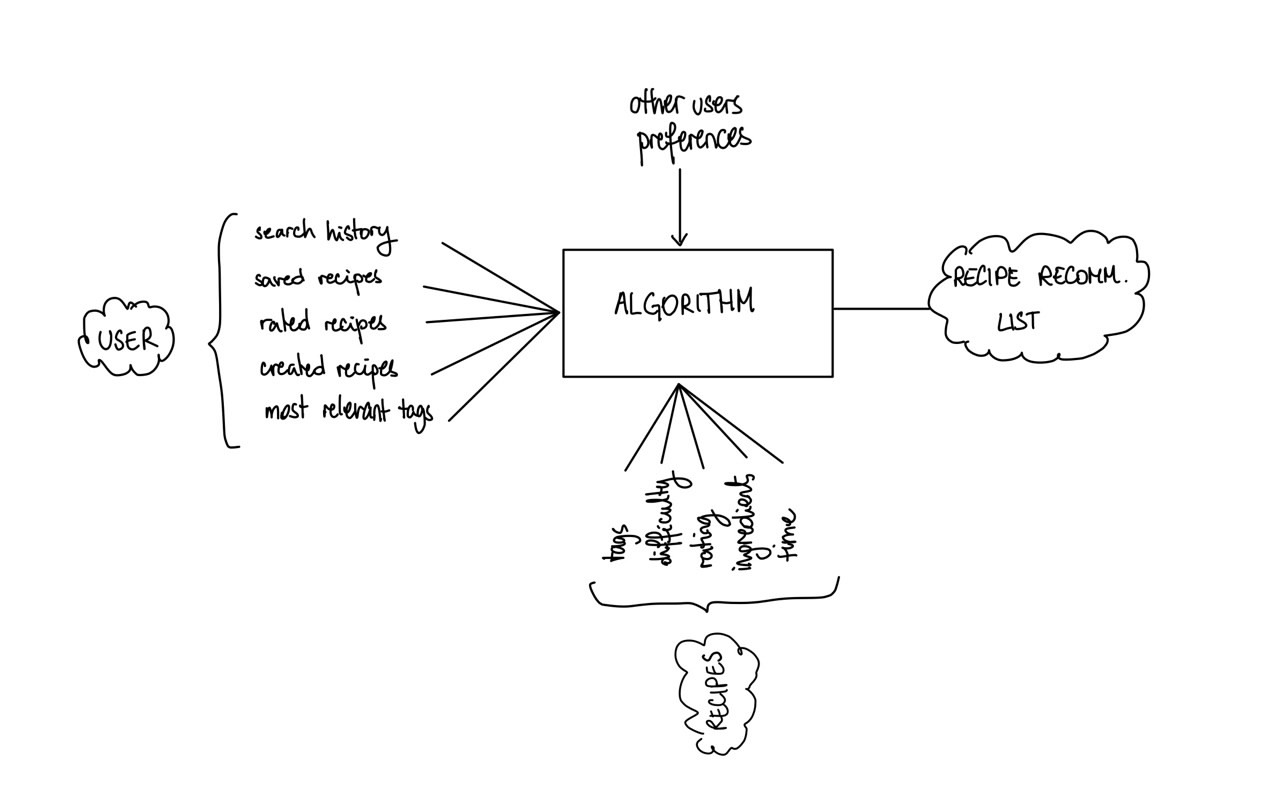 other users
preferences
search history
saved recipes
rated recipes
created recipes
most relevant tags
USER
ALGORITHM
RECIPE RECOMM.
LIST
tags
difficulty
rating
ingredients
time
RECIPES